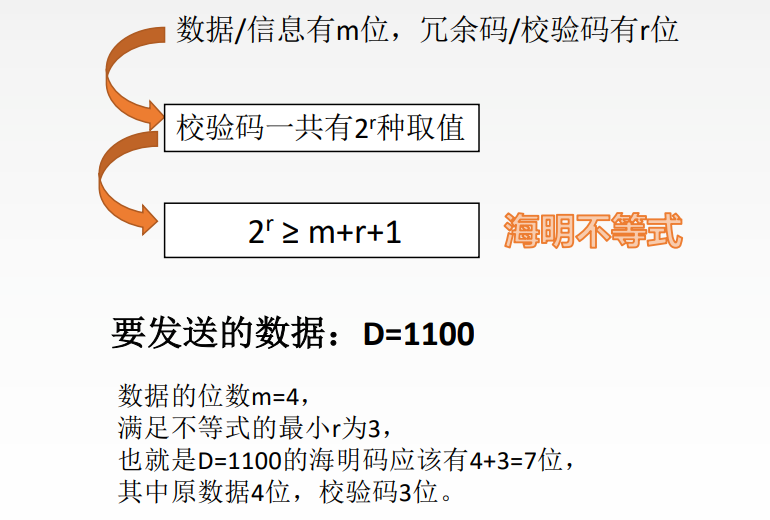 数据/信息有m位，冗余码/校验码有r位
校验码一共有2ʳ种取值
2ʳ ≥ m+r+1
海明不等式
要发送的数据：D=1100
数据的位数m=4，
满足不等式的最小r为3，
也就是D=1100的海明码应该有4+3=7位，
其中原数据4位，校验码3位。